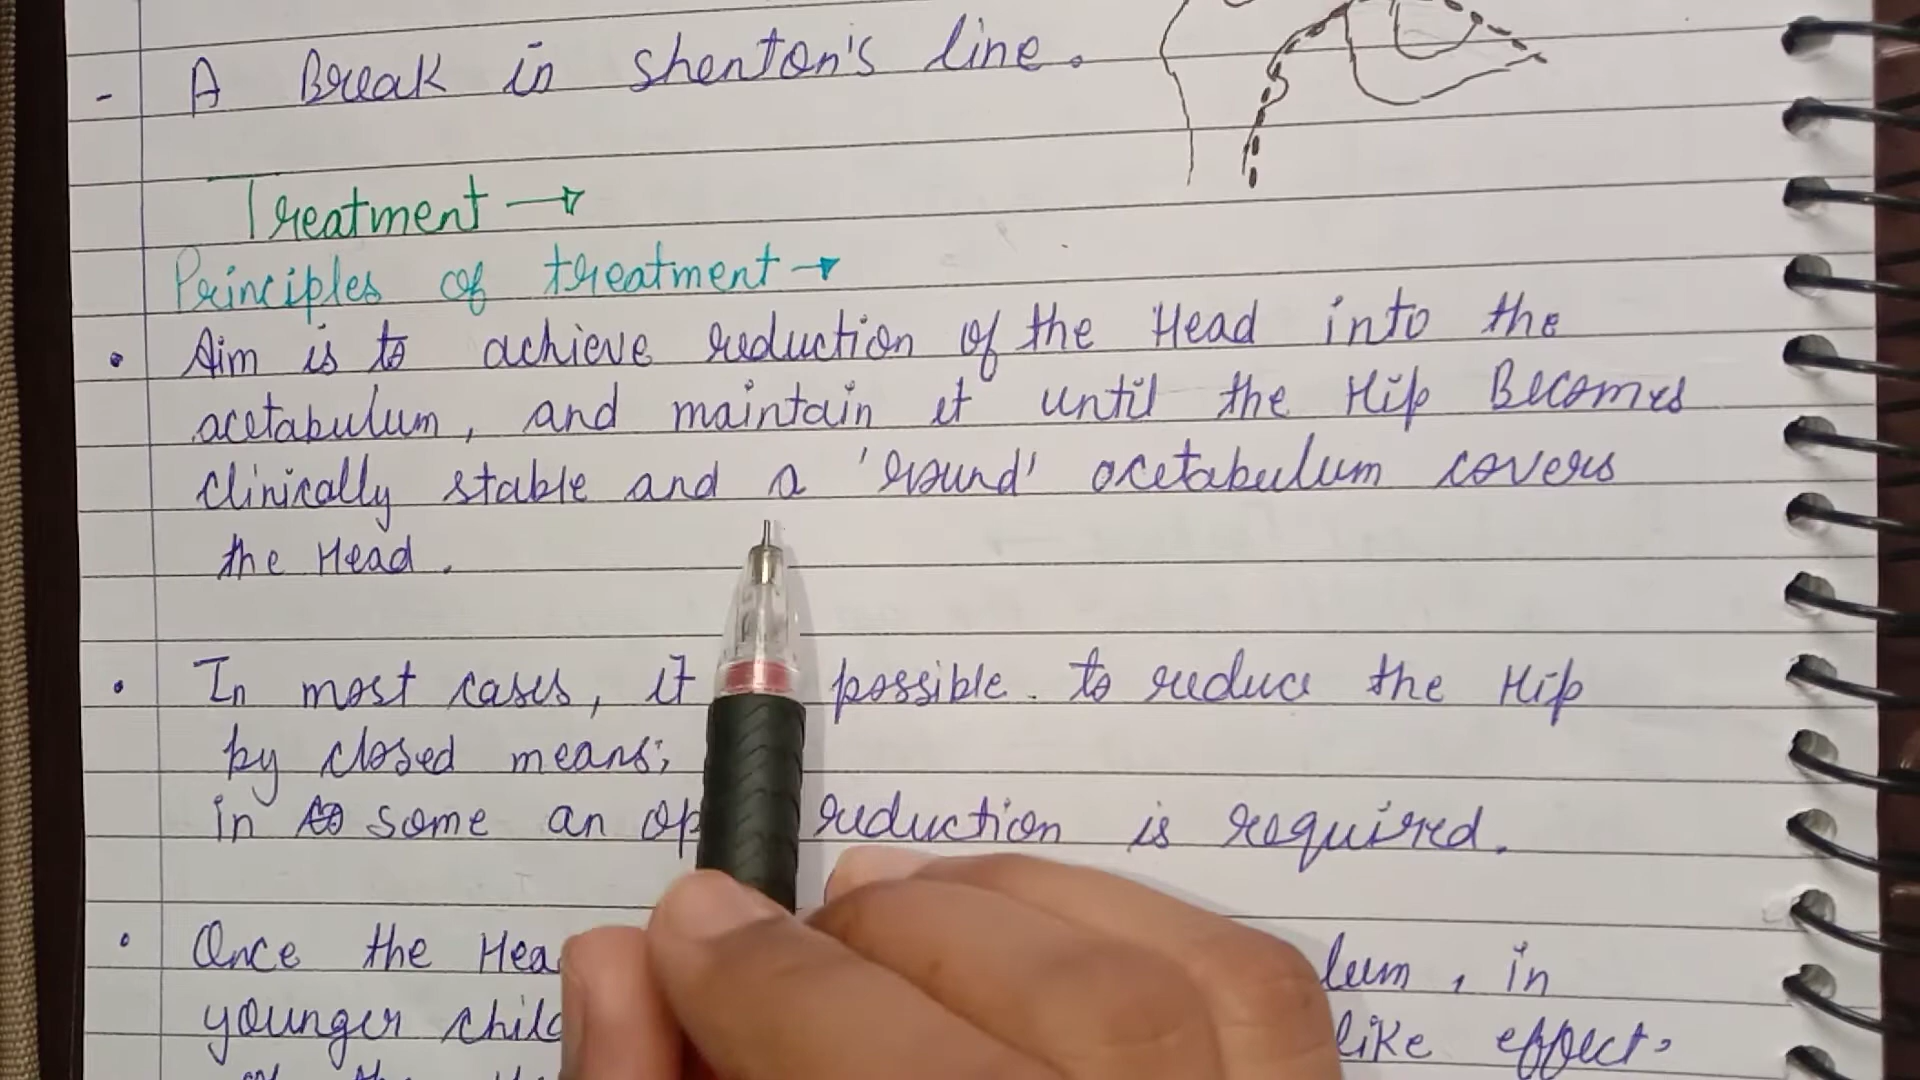 - A Break in shenton's line.
Treatment →
Principles of treatment →
• Aim is to achieve reduction of the Head into the
acetabulum, and maintain it until the Hip Becomes
clinically stable and a 'round' acetabulum covers
the Head.
• In most cases, it possible to reduce the Hip
by closed means;
in some an reduction is required.
• Once the in
younger like effect